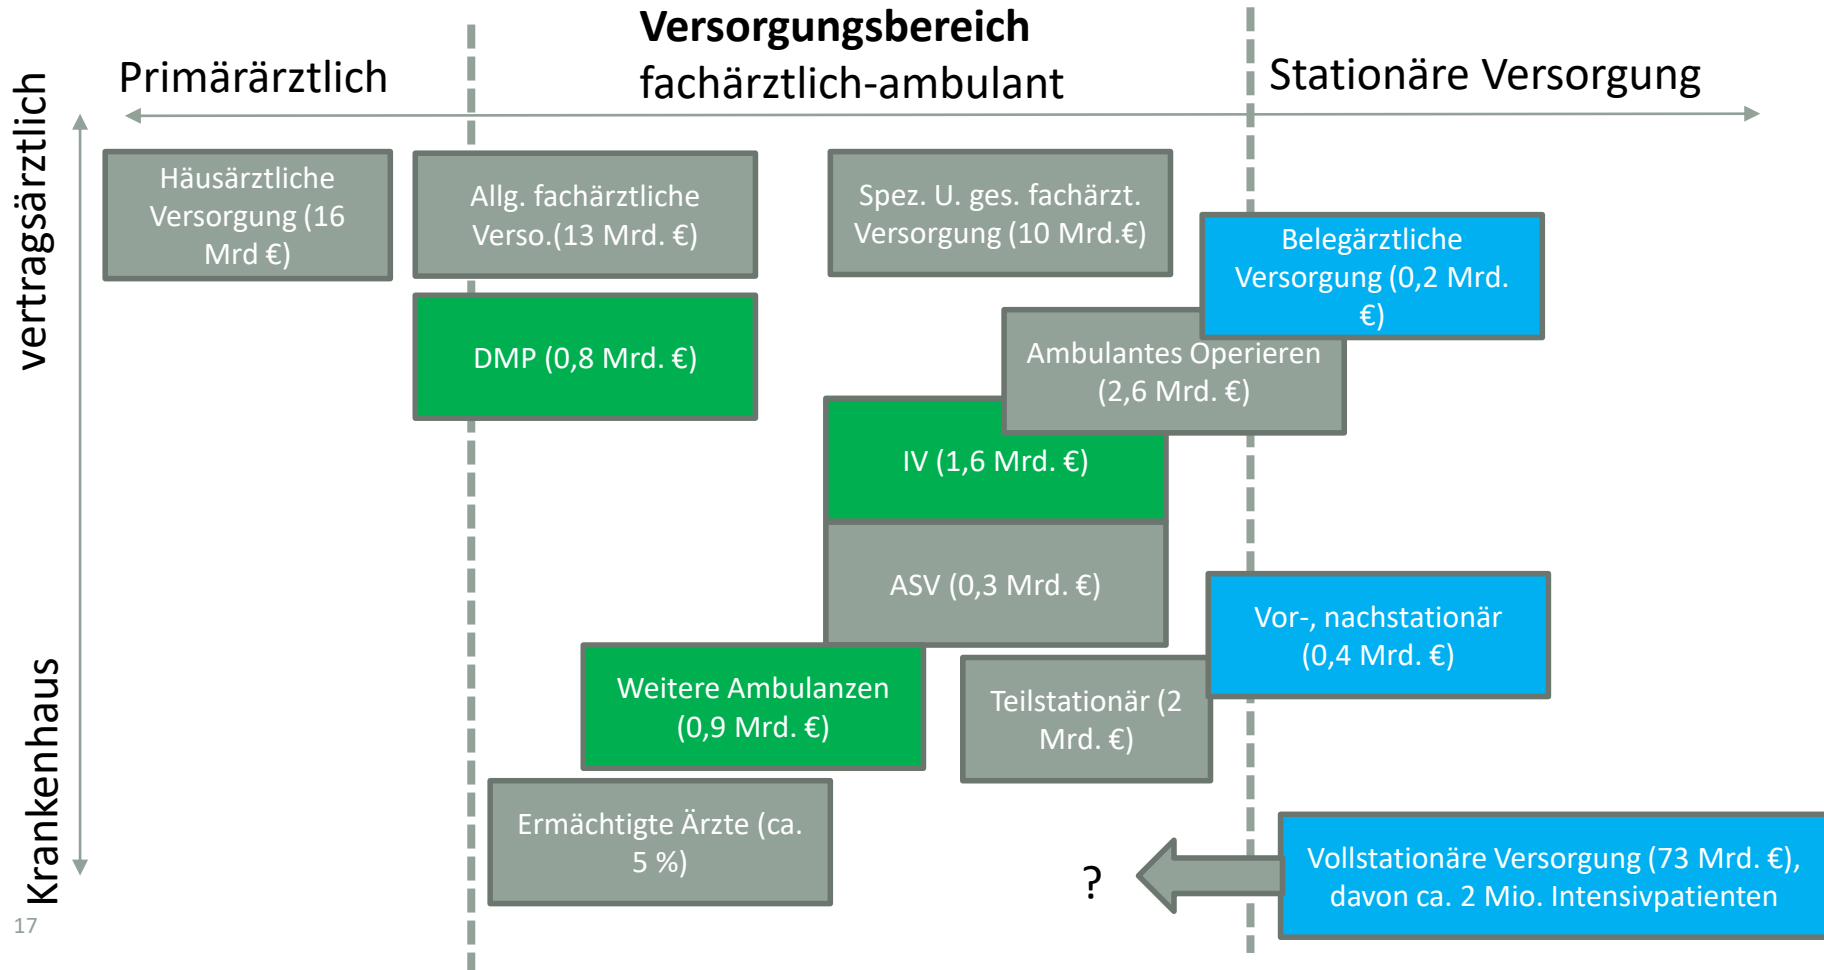 Versorgungsbereich
fachärztlich-ambulant
Primärärztlich
Stationäre Versorgung
vertragsärztlich
Krankenhaus
Häusärztliche
Versorgung (16
Mrd €)
Allg. fachärztliche
Verso.(13 Mrd. €)
Spez. U. ges. fachärzt.
Versorgung (10 Mrd.€)
Belegärztliche
Versorgung (0,2 Mrd.
€)
DMP (0,8 Mrd. €)
Ambulantes Operieren
(2,6 Mrd. €)
IV (1,6 Mrd. €)
ASV (0,3 Mrd. €)
Vor-, nachstationär
(0,4 Mrd. €)
Weitere Ambulanzen
(0,9 Mrd. €)
Teilstationär (2
Mrd. €)
Ermächtigte Ärzte (ca.
5 %)
?
Vollstationäre Versorgung (73 Mrd. €),
davon ca. 2 Mio. Intensivpatienten
17